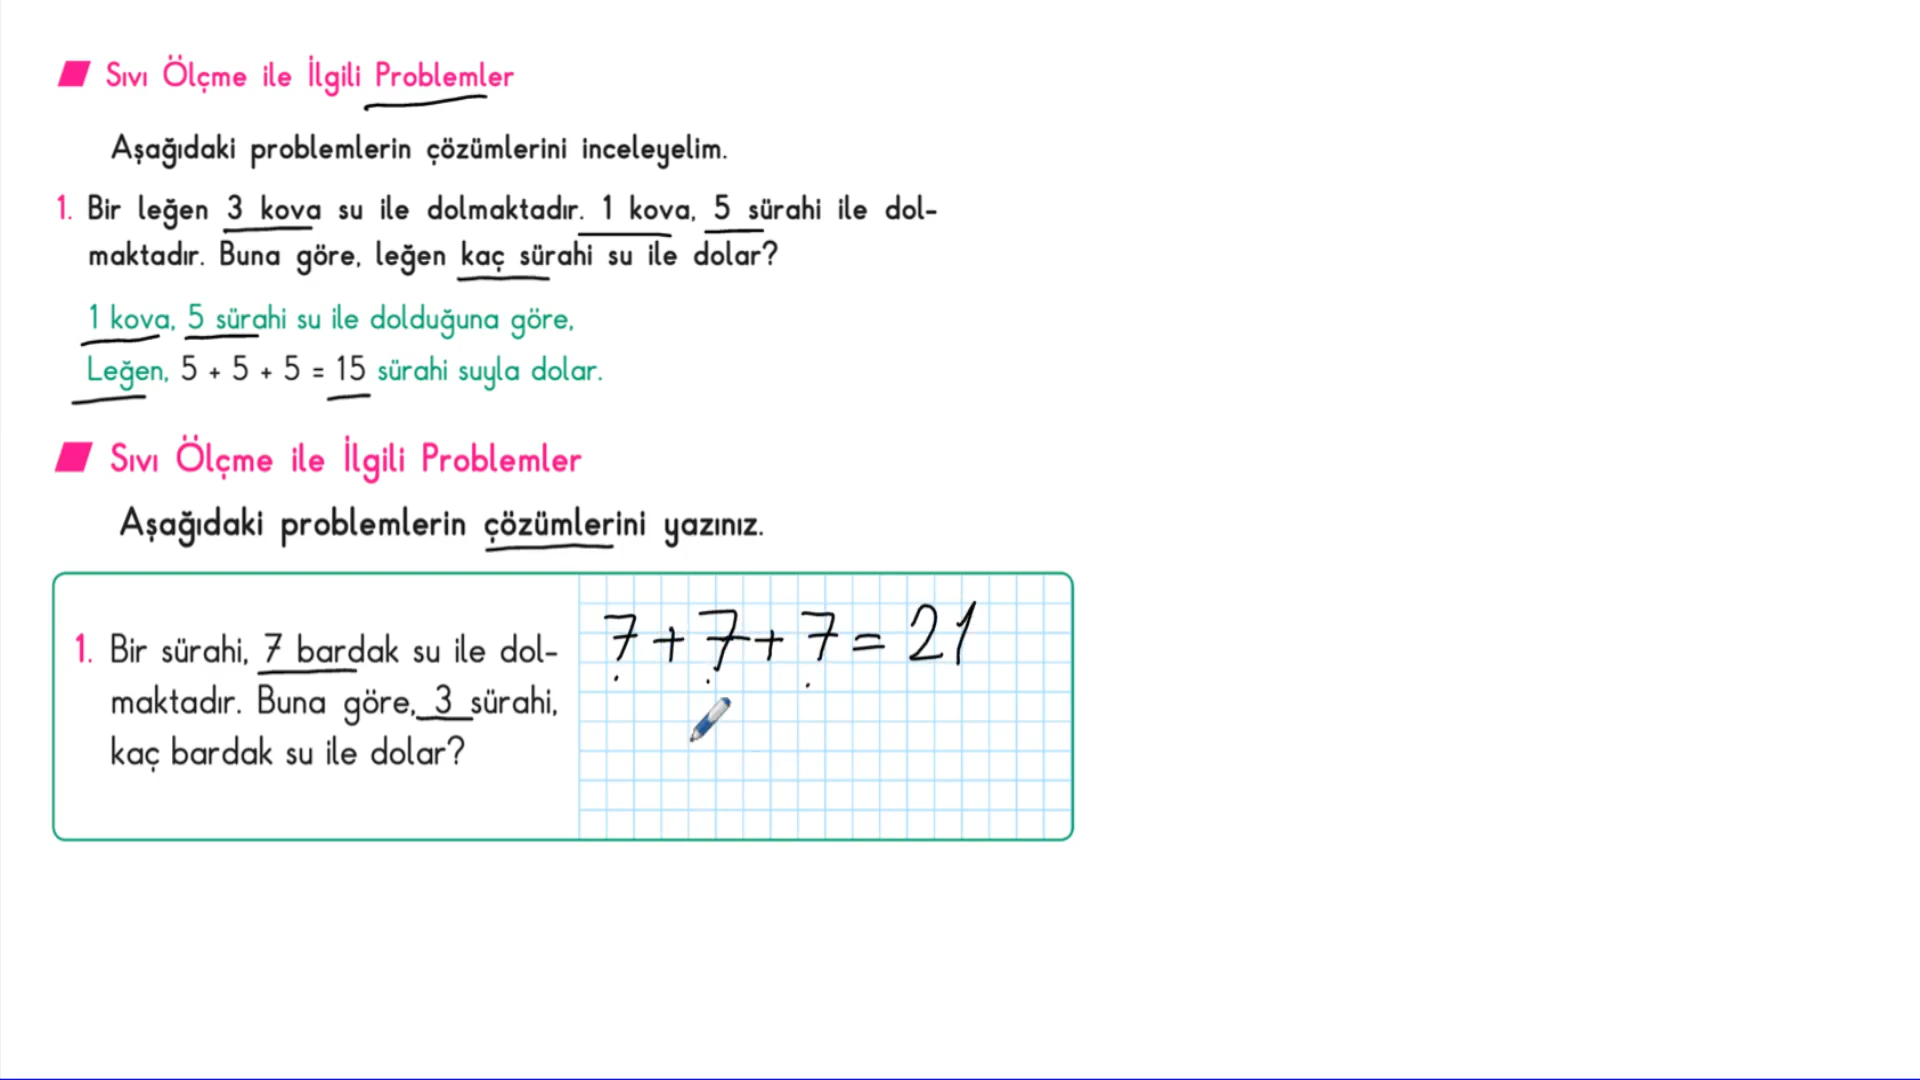 Sıvı Ölçme ile İlgili Problemler
Aşağıdaki problemlerin çözümlerini inceleyelim.
1. Bir leğen 3 kova su ile dolmaktadır. 1 kova, 5 sürahi ile dol-
maktadır. Buna göre, leğen kaç sürahi su ile dolar?
1 kova, 5 sürahi su ile dolduğuna göre,
Leğen, 5 + 5 + 5 = 15 sürahi suyla dolar.
Sıvı Ölçme ile İlgili Problemler
Aşağıdaki problemlerin çözümlerini yazınız.
1. Bir sürahi, 7 bardak su ile dol-
maktadır. Buna göre, 3 sürahi,
kaç bardak su ile dolar?
7+7+7=21